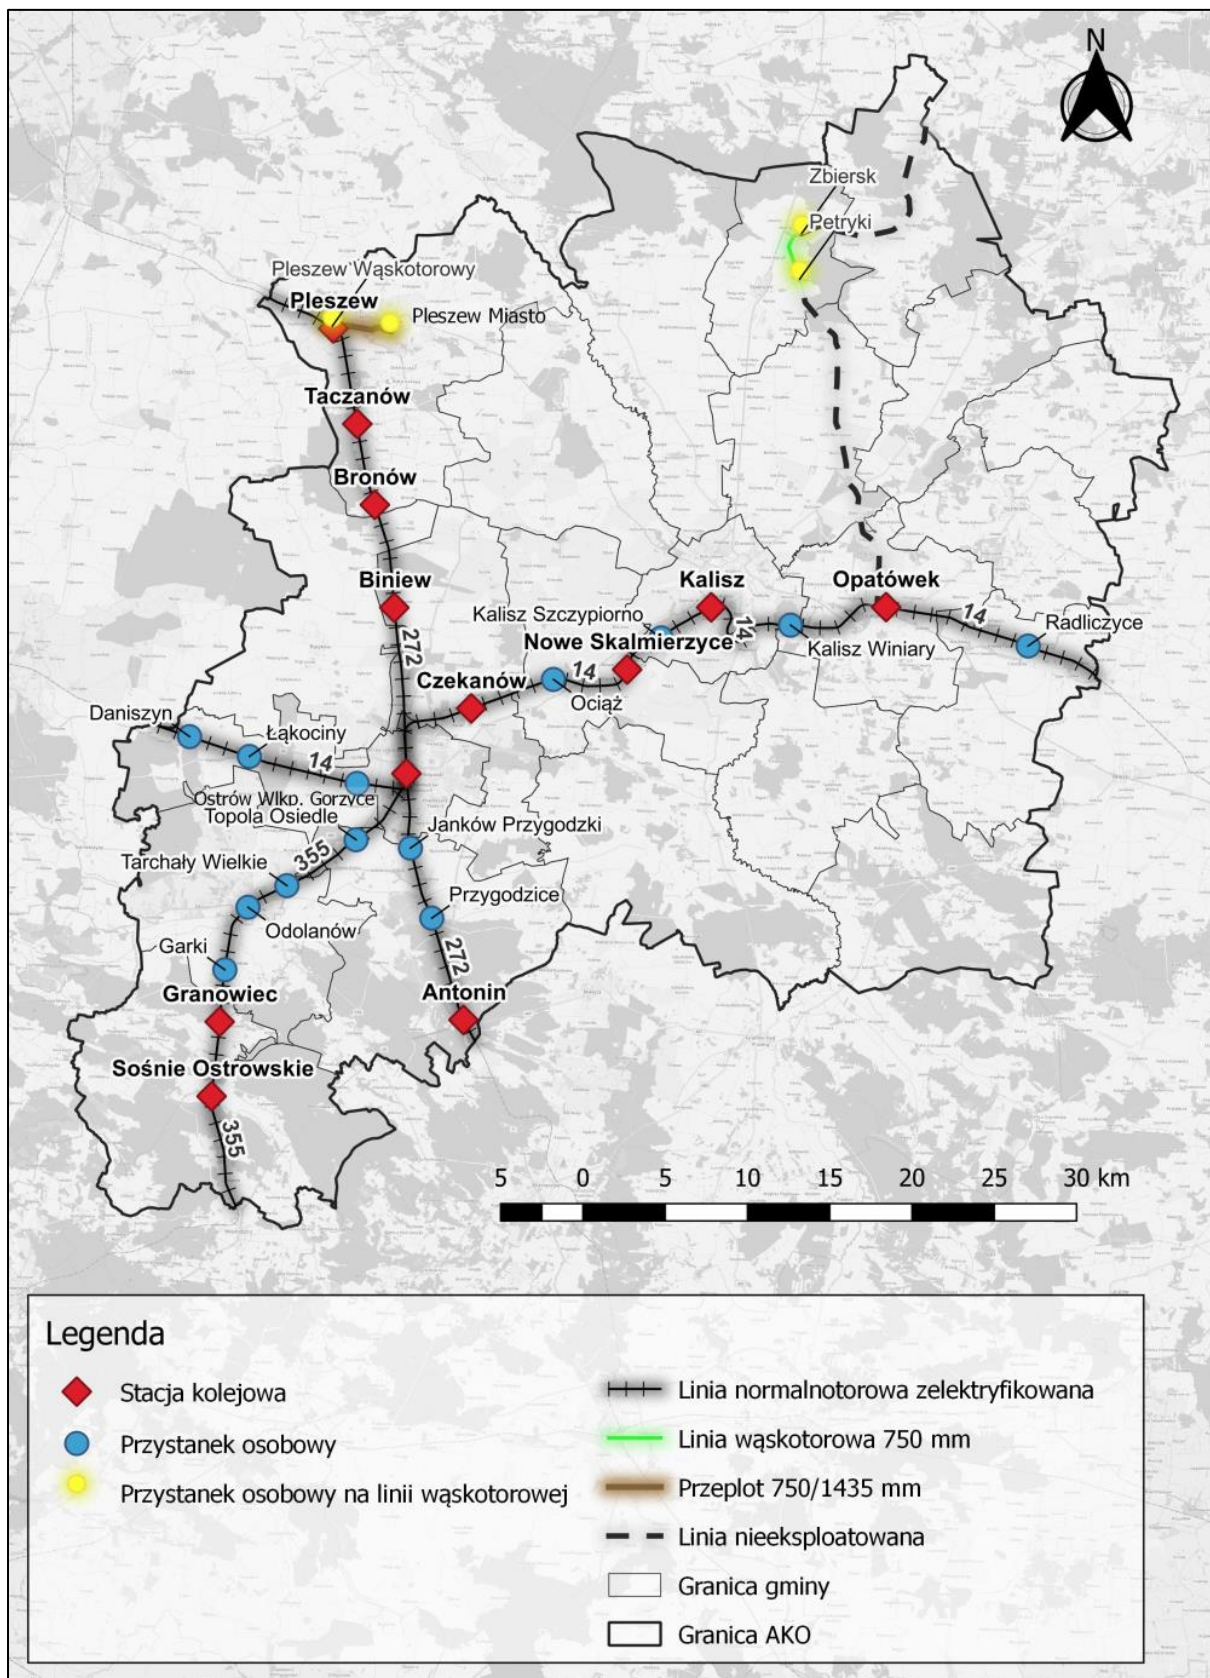 N
Zbiersk
Petryki
Pleszew Wąskotorowy
Pleszew
Pleszew Miasto
Taczanów
Bronów
Biniew
272
Kalisz
Opatówek
Kalisz Szczypiorno
14
14
Radliczyce
Nowe Skalmierzyce
Kalisz Winiary
Czekanów
14
Ociąż
Daniszyn
Łąkociny
14
Ostrów Wlkp. Gorzyce
Topola Osiedle
Janków Przygodzki
355
Tarchały Wielkie
Przygodzice
Odolanów
Garki
272
Granowiec
Antonin
Sośnie Ostrowskie
355
5 0 5 10 15 20 25 30 km
Legenda
Stacja kolejowa
Przystanek osobowy
Przystanek osobowy na linii wąskotorowej
Linia normalnotorowa zelektryfikowana
Linia wąskotorowa 750 mm
Przeplot 750/1435 mm
Linia nieeksploatowana
Granica gminy
Granica AKO